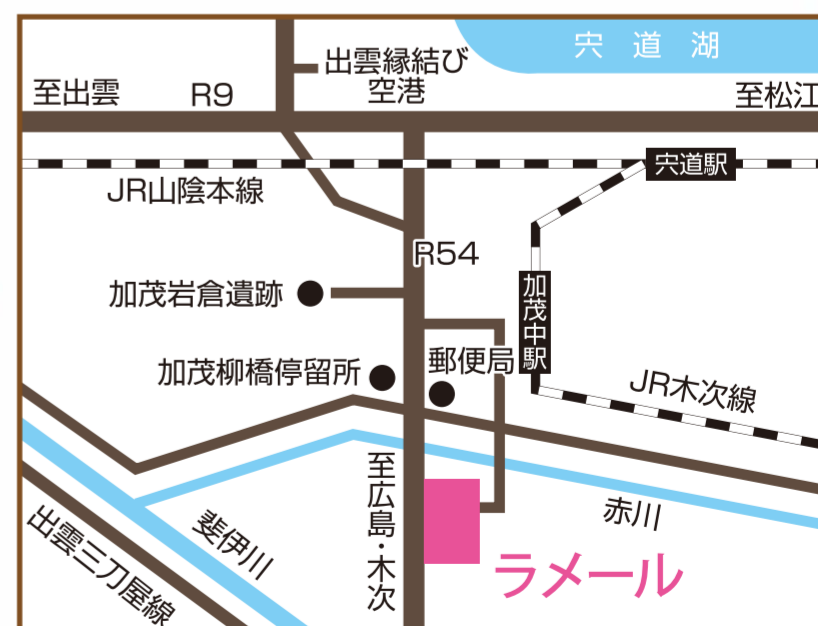 宍道湖
出雲縁結び
空港
至出雲
R9
至松江
宍道駅
JR山陰本線
R54
加茂岩倉遺跡
加茂中駅
郵便局
加茂柳橋停留所
JR木次線
至広島・木次
赤川
斐伊川
出雲三刀屋線
ラメール